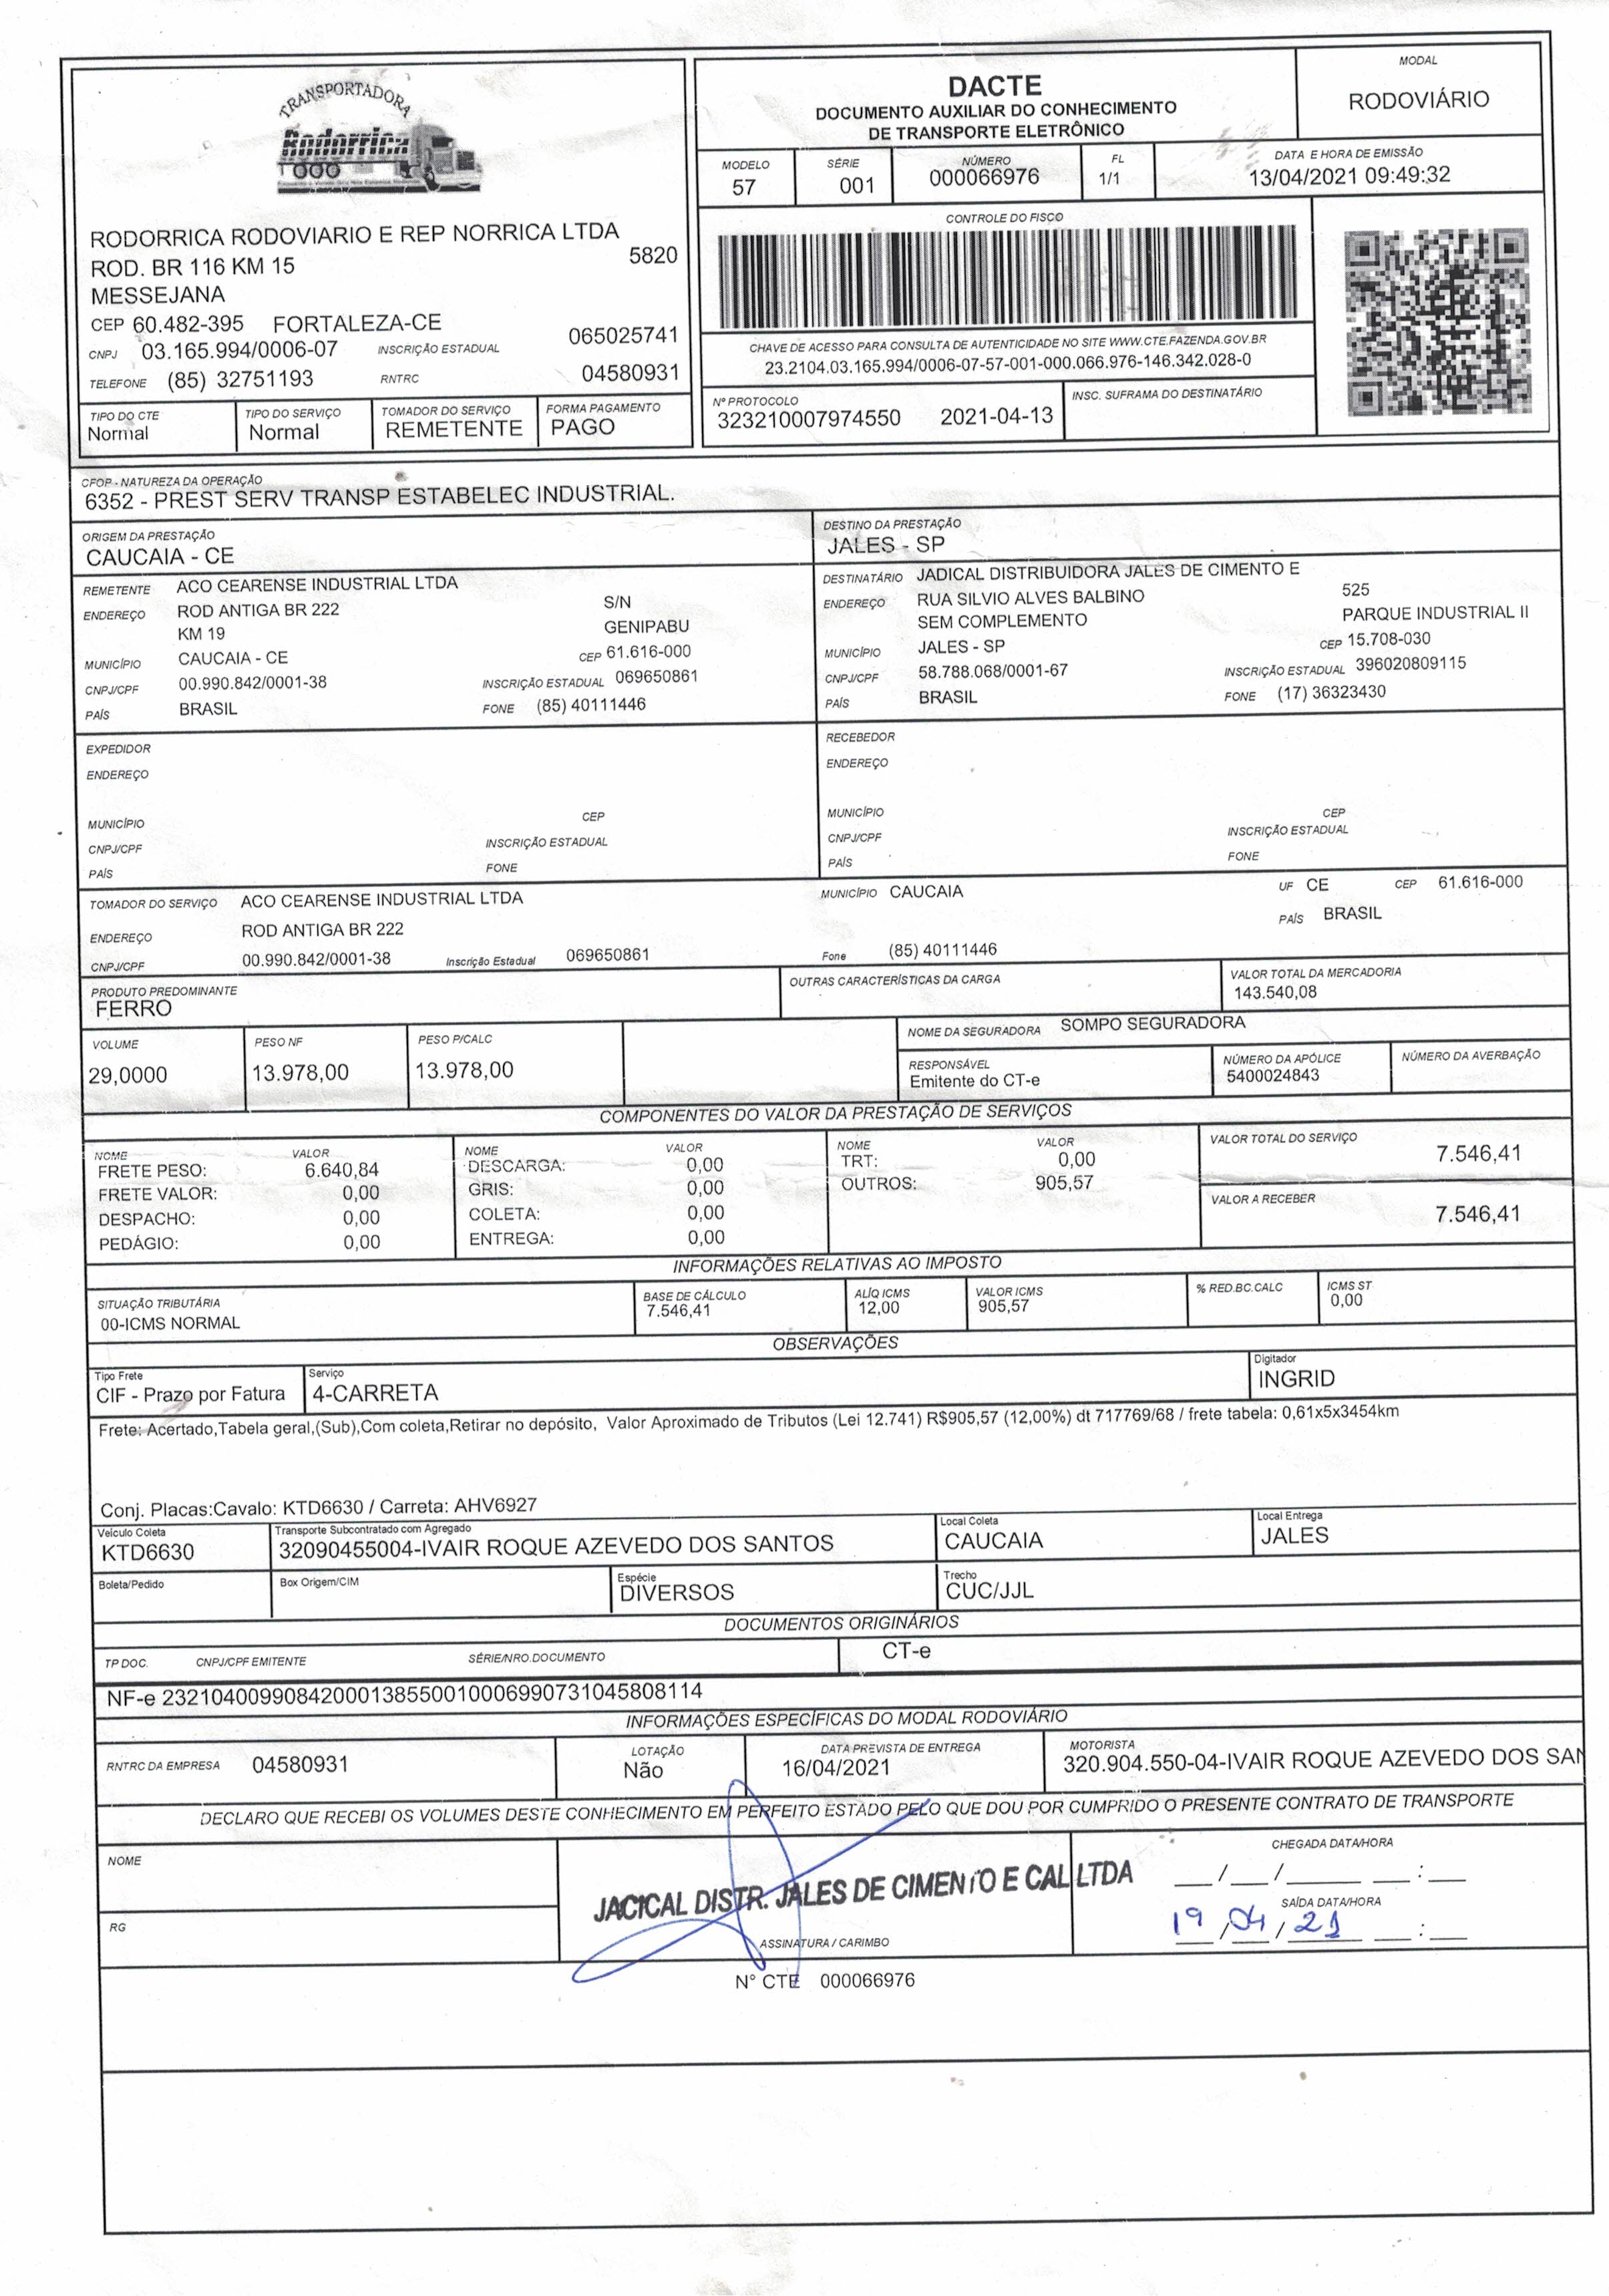 TRANSPORTADORA
Rodorrica
RODORRICA RODOVIARIO E REP NORRICA LTDA
ROD. BR 116 KM 15 5820
MESSEJANA
CEP 60.482-395 FORTALEZA-CE
CNPJ 03.165.994/0006-07 INSCRIÇÃO ESTADUAL 065025741
TELEFONE (85) 32751193 RNTRC 04580931
TIPO DO CTE TIPO DO SERVIÇO TOMADOR DO SERVIÇO FORMA PAGAMENTO
Normal Normal REMETENTE PAGO
DACTE
DOCUMENTO AUXILIAR DO CONHECIMENTO
DE TRANSPORTE ELETRÔNICO
MODAL
RODOVIÁRIO
MODELO SÉRIE NÚMERO FL DATA E HORA DE EMISSÃO
57 001 000066976 1/1 13/04/2021 09:49:32
CONTROLE DO FISCO
CHAVE DE ACESSO PARA CONSULTA DE AUTENTICIDADE NO SITE WWW.CTE.FAZENDA.GOV.BR
23.2104.03.165.994/0006-07-57-001-000.066.976-146.342.028-0
Nº PROTOCOLO INSC. SUFRAMA DO DESTINATÁRIO
323210007974550 2021-04-13
CFOP - NATUREZA DA OPERAÇÃO
6352 - PREST SERV TRANSP ESTABELEC INDUSTRIAL.
ORIGEM DA PRESTAÇÃO
CAUCAIA - CE
DESTINO DA PRESTAÇÃO
JALES - SP
REMETENTE ACO CEARENSE INDUSTRIAL LTDA
ENDEREÇO ROD ANTIGA BR 222 S/N
KM 19 GENIPABU
MUNICÍPIO CAUCAIA - CE CEP 61.616-000
CNPJ/CPF 00.990.842/0001-38 INSCRIÇÃO ESTADUAL 069650861
PAÍS BRASIL FONE (85) 40111446
DESTINATÁRIO JADICAL DISTRIBUIDORA JALES DE CIMENTO E
ENDEREÇO RUA SILVIO ALVES BALBINO 525
SEM COMPLEMENTO PARQUE INDUSTRIAL II
MUNICÍPIO JALES - SP CEP 15.708-030
CNPJ/CPF 58.788.068/0001-67 INSCRIÇÃO ESTADUAL 396020809115
PAÍS BRASIL FONE (17) 36323430
EXPEDIDOR
ENDEREÇO
MUNICÍPIO CEP
CNPJ/CPF INSCRIÇÃO ESTADUAL
PAÍS FONE
RECEBEDOR
ENDEREÇO
MUNICÍPIO CEP
CNPJ/CPF INSCRIÇÃO ESTADUAL
PAÍS FONE
TOMADOR DO SERVIÇO ACO CEARENSE INDUSTRIAL LTDA MUNICÍPIO CAUCAIA UF CE CEP 61.616-000
ENDEREÇO ROD ANTIGA BR 222 PAÍS BRASIL
CNPJ/CPF 00.990.842/0001-38 Inscrição Estadual 069650861 Fone (85) 40111446
PRODUTO PREDOMINANTE OUTRAS CARACTERÍSTICAS DA CARGA VALOR TOTAL DA MERCADORIA
FERRO 143.540,08
VOLUME PESO NF PESO P/CALC
29,0000 13.978,00 13.978,00
NOME DA SEGURADORA SOMPO SEGURADORA
RESPONSÁVEL NÚMERO DA APÓLICE NÚMERO DA AVERBAÇÃO
Emitente do CT-e 5400024843
COMPONENTES DO VALOR DA PRESTAÇÃO DE SERVIÇOS
NOME VALOR NOME VALOR NOME VALOR VALOR TOTAL DO SERVIÇO
FRETE PESO: 6.640,84 DESCARGA: 0,00 TRT: 0,00 7.546,41
FRETE VALOR: 0,00 GRIS: 0,00 OUTROS: 905,57 VALOR A RECEBER
DESPACHO: 0,00 COLETA: 0,00 7.546,41
PEDÁGIO: 0,00 ENTREGA: 0,00
INFORMAÇÕES RELATIVAS AO IMPOSTO
SITUAÇÃO TRIBUTÁRIA BASE DE CÁLCULO ALÍQ ICMS VALOR ICMS % RED.BC.CALC ICMS ST
00-ICMS NORMAL 7.546,41 12,00 905,57 0,00
OBSERVAÇÕES
Tipo Frete Serviço Digitador
CIF - Prazo por Fatura 4-CARRETA INGRID
Frete: Acertado,Tabela geral,(Sub),Com coleta,Retirar no depósito, Valor Aproximado de Tributos (Lei 12.741) R$905,57 (12,00%) dt 717769/68 / frete tabela: 0,61x5x3454km
Conj. Placas:Cavalo: KTD6630 / Carreta: AHV6927
Veículo Coleta Transporte Subcontratado com Agregado Local Coleta Local Entrega
KTD6630 32090455004-IVAIR ROQUE AZEVEDO DOS SANTOS CAUCAIA JALES
Boleta/Pedido Box Origem/CIM Espécie Trecho
DIVERSOS CUC/JJL
DOCUMENTOS ORIGINÁRIOS
TP DOC. CNPJ/CPF EMITENTE SÉRIE/NRO.DOCUMENTO CT-e
NF-e 23210400990842000138550010006990731045808114
INFORMAÇÕES ESPECÍFICAS DO MODAL RODOVIÁRIO
RNTRC DA EMPRESA 04580931 LOTAÇÃO DATA PREVISTA DE ENTREGA MOTORISTA
Não 16/04/2021 320.904.550-04-IVAIR ROQUE AZEVEDO DOS SAN
DECLARO QUE RECEBI OS VOLUMES DESTE CONHECIMENTO EM PERFEITO ESTADO PELO QUE DOU POR CUMPRIDO O PRESENTE CONTRATO DE TRANSPORTE
NOME CHEGADA DATA/HORA
__/__/____ __:__
JACICAL DISTR. JALES DE CIMENTO E CAL LTDA
RG SAÍDA DATA/HORA
19/04/21 __:__
ASSINATURA / CARIMBO
N° CTE 000066976